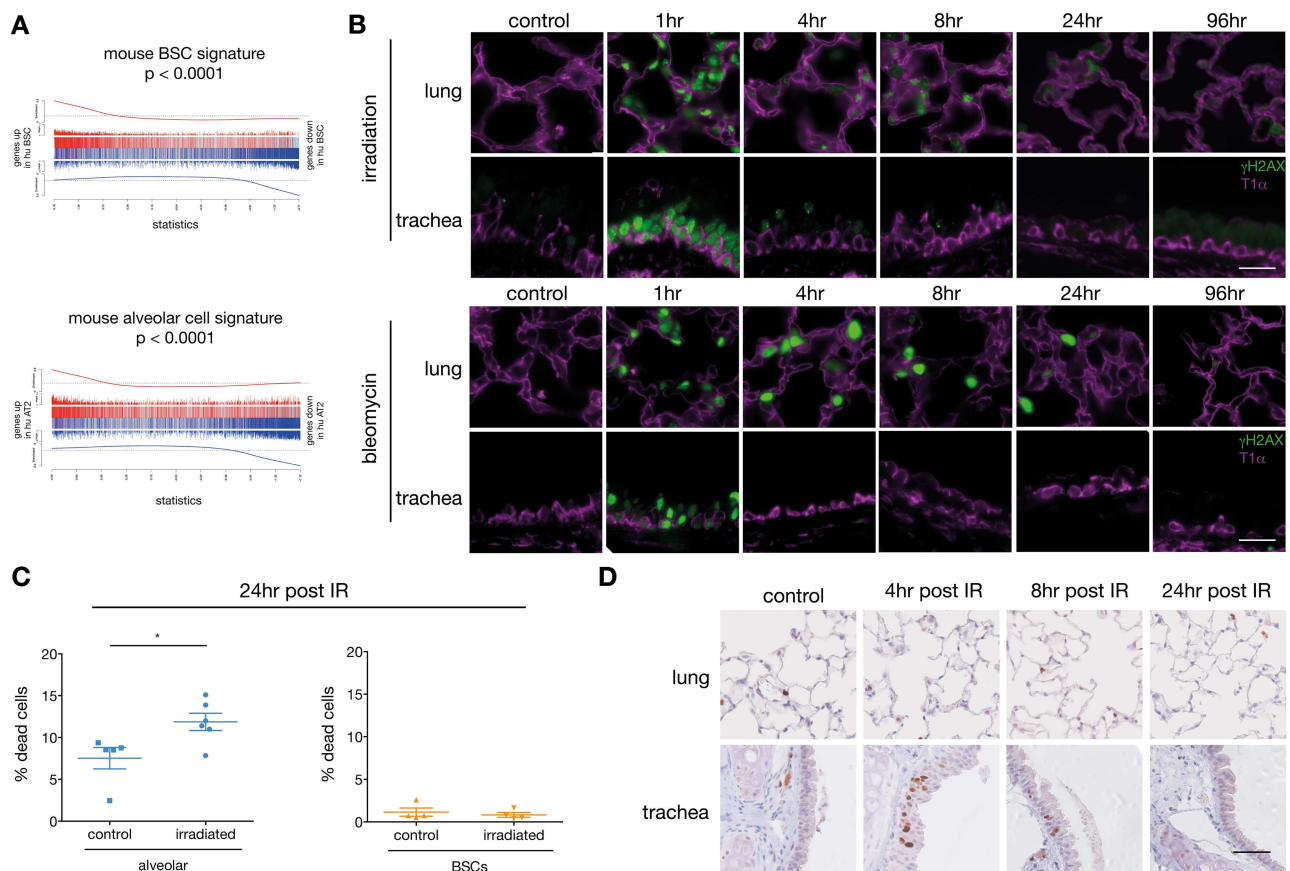 A
mouse BSC signature
p < 0.0001
genes up
in hu BSC
genes down
in hu BSC
statistics
mouse alveolar cell signature
p < 0.0001
genes up
in hu AT2
genes down
in hu AT2
statistics
B
control 1hr 4hr 8hr 24hr 96hr
irradiation
lung
trachea
γH2AX
T1α
control 1hr 4hr 8hr 24hr 96hr
bleomycin
lung
trachea
γH2AX
T1α
C
24hr post IR
*
% dead cells
20
15
10
5
0
control irradiated
alveolar
% dead cells
20
15
10
5
0
control irradiated
BSCs
D
control 4hr post IR 8hr post IR 24hr post IR
lung
trachea